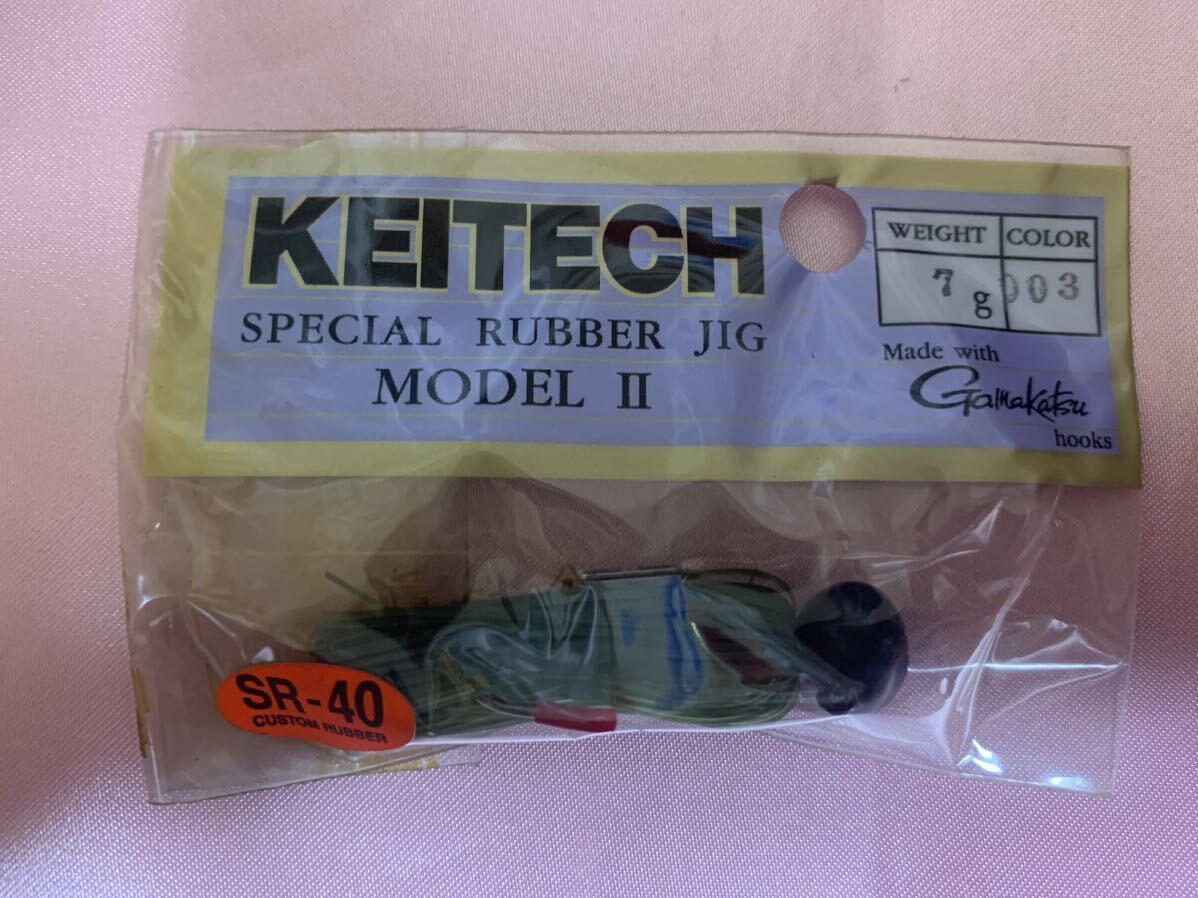 KEITECH
SPECIAL RUBBER JIG
MODEL II
WEIGHT COLOR
7 g 003
Made with
Gamakatsu
hooks
SR-40
CUSTOM RUBBER